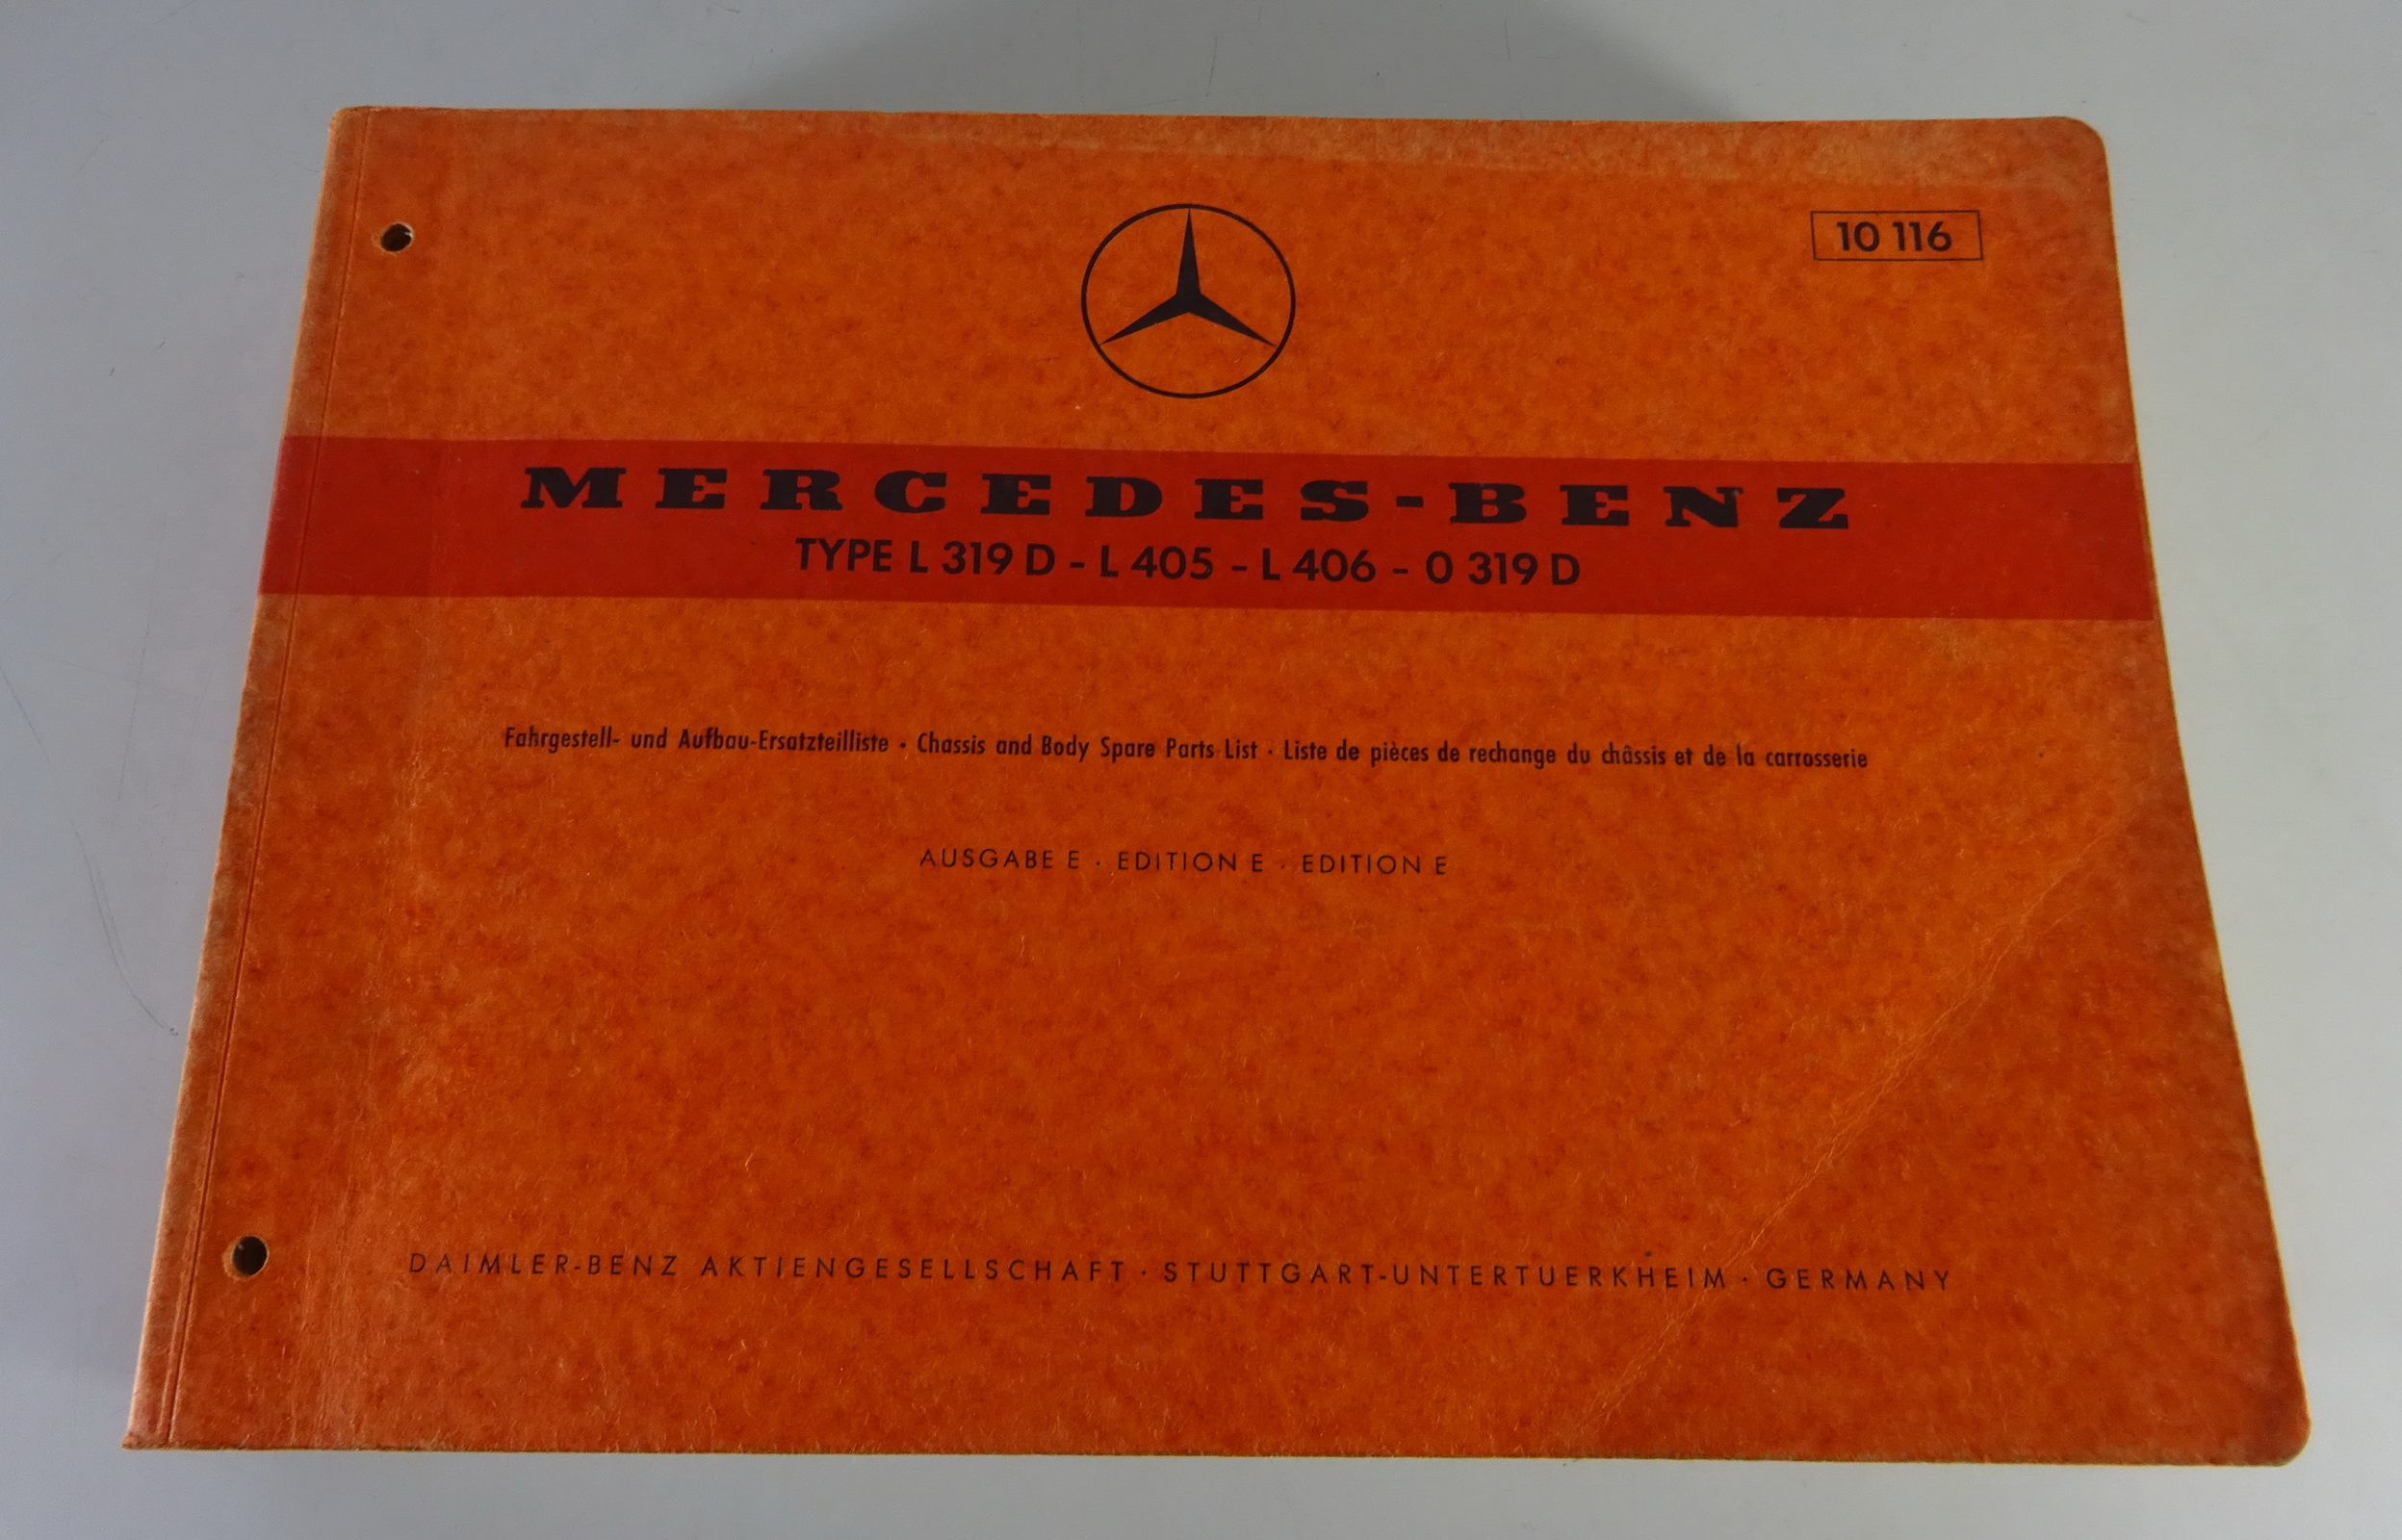 10 116
MERCEDES-BENZ
TYPE L 319 D - L 405 - L 406 - O 319 D
Fahrgestell- und Aufbau-Ersatzteilliste · Chassis and Body Spare Parts List · Liste de pièces de rechange du châssis et de la carrosserie
AUSGABE E · EDITION E · EDITION E
DAIMLER-BENZ AKTIENGESELLSCHAFT · STUTTGART-UNTERTUERKHEIM · GERMANY